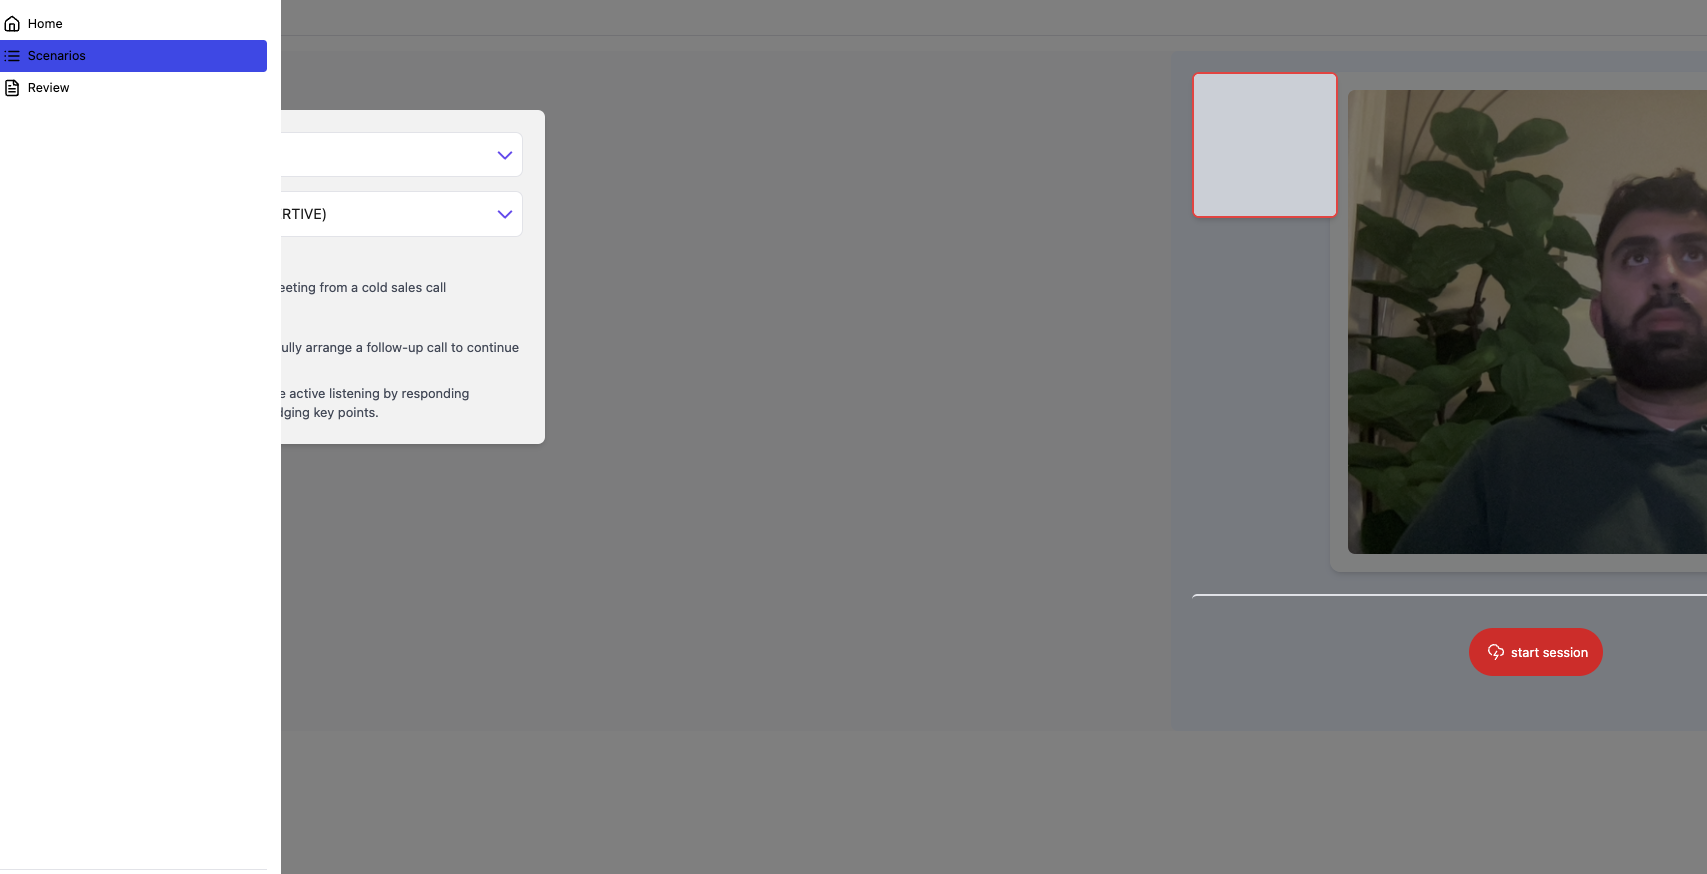 Home
Scenarios
Review
RTIVE)
eeting from a cold sales call
ully arrange a follow-up call to continue
e active listening by responding
dging key points.
start session